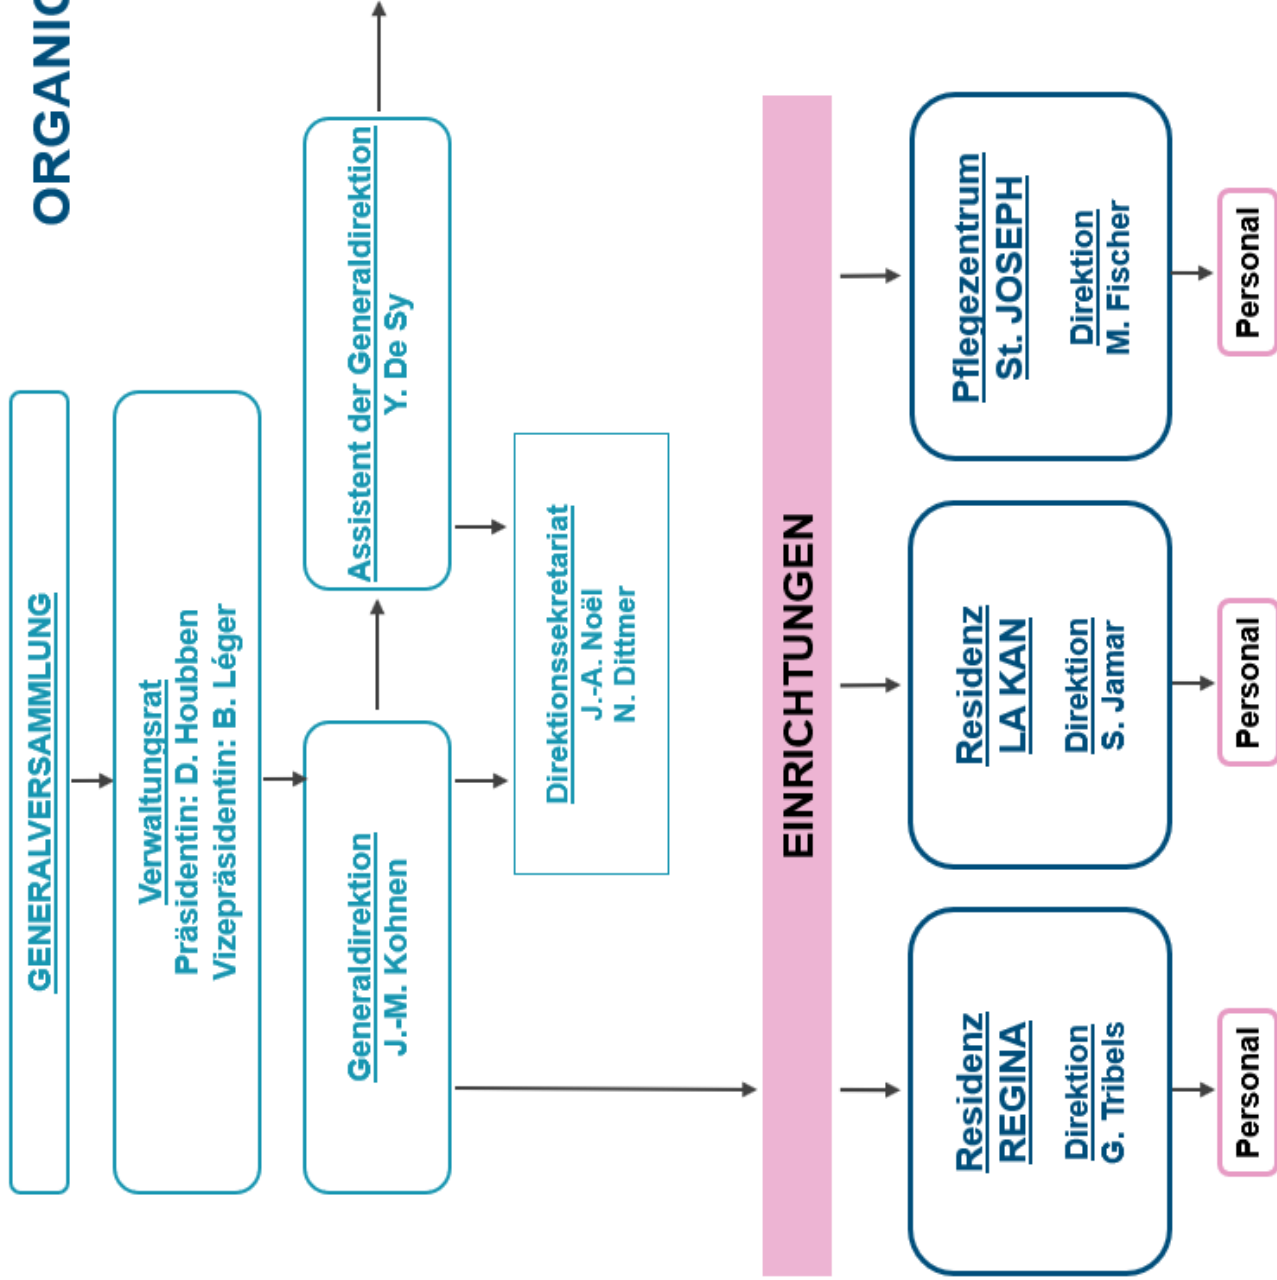 ORGANIG
GENERALVERSAMMLUNG
Verwaltungsrat
Präsidentin: D. Houbben
Vizepräsidentin: B. Léger
Generaldirektion
J.-M. Kohnen
Assistent der Generaldirektion
Y. De Sy
Direktionssekretariat
J.-A. Noël
N. Dittmer
EINRICHTUNGEN
Residenz
REGINA
Direktion
G. Tribels
Personal
Residenz
LA KAN
Direktion
S. Jamar
Personal
Pflegezentrum
St. JOSEPH
Direktion
M. Fischer
Personal